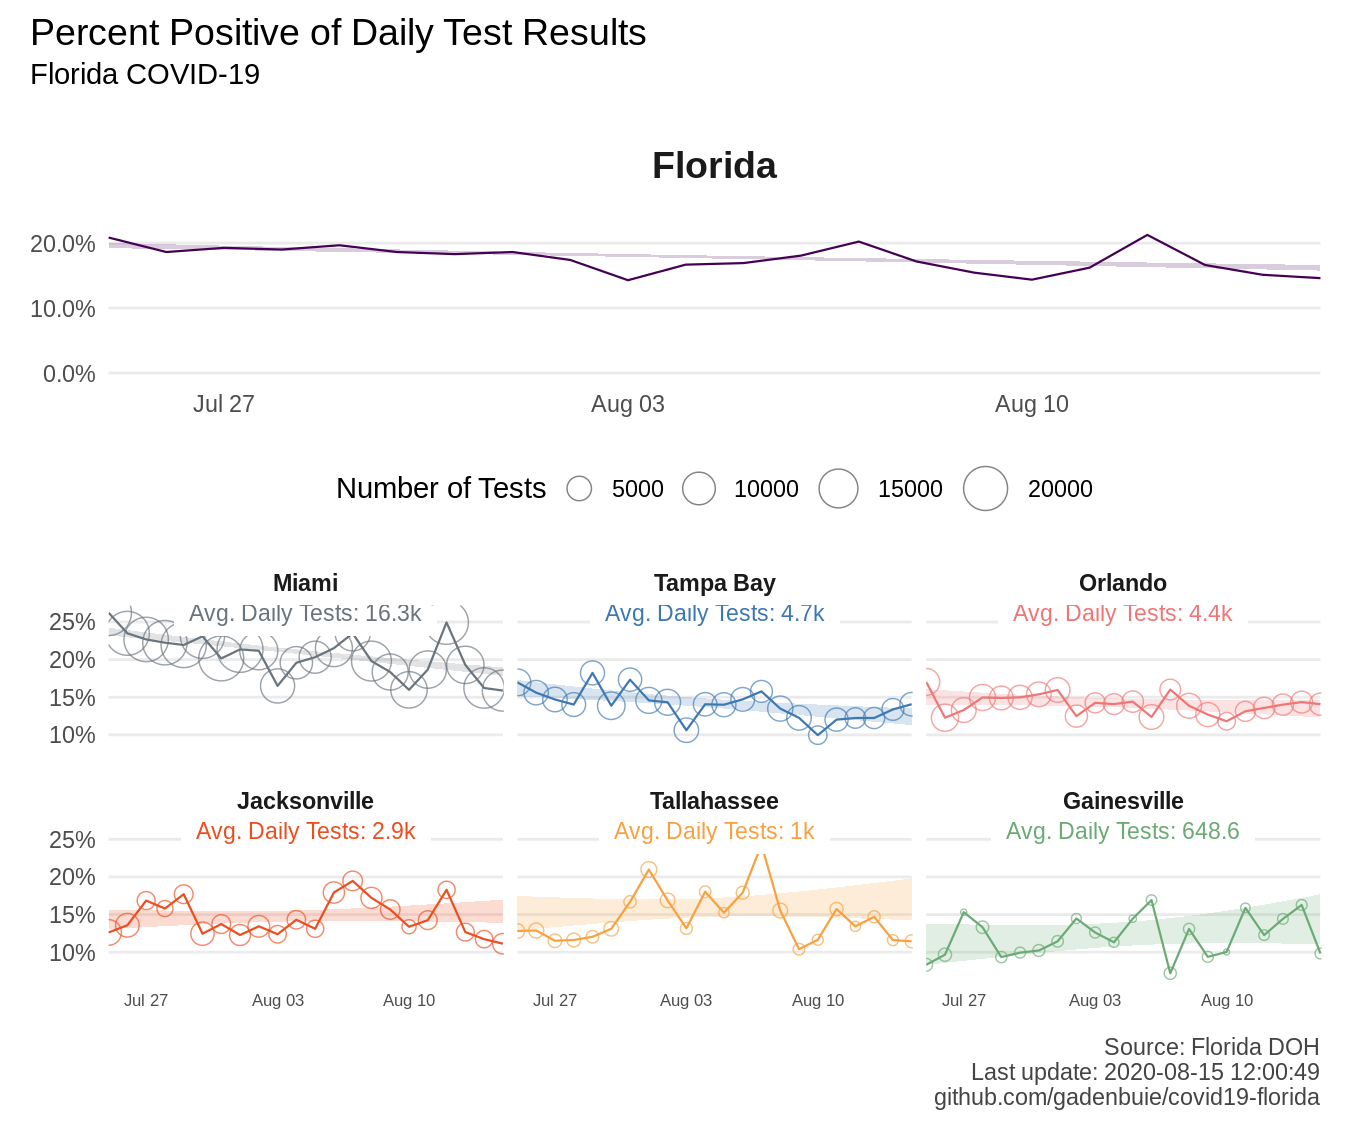 Percent Positive of Daily Test Results
Florida COVID-19
Florida
20.0%
10.0%
0.0%
Jul 27 Aug 03 Aug 10
Number of Tests 5000 10000 15000 20000
Miami Tampa Bay Orlando
Avg. Daily Tests: 16.3k Avg. Daily Tests: 4.7k Avg. Daily Tests: 4.4k
25%
20%
15%
10%
Jacksonville Tallahassee Gainesville
Avg. Daily Tests: 2.9k Avg. Daily Tests: 1k Avg. Daily Tests: 648.6
25%
20%
15%
10%
Jul 27 Aug 03 Aug 10 Jul 27 Aug 03 Aug 10 Jul 27 Aug 03 Aug 10
Source: Florida DOH
Last update: 2020-08-15 12:00:49
github.com/gadenbuie/covid19-florida